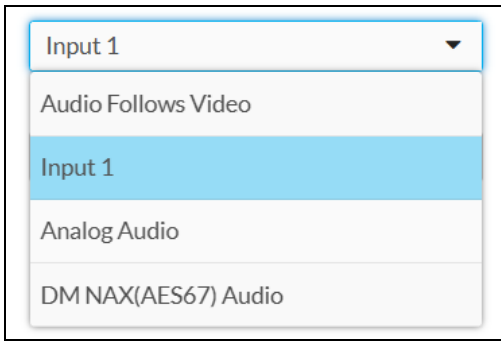 Input 1
Audio Follows Video
Input 1
Analog Audio
DM NAX(AES67) Audio